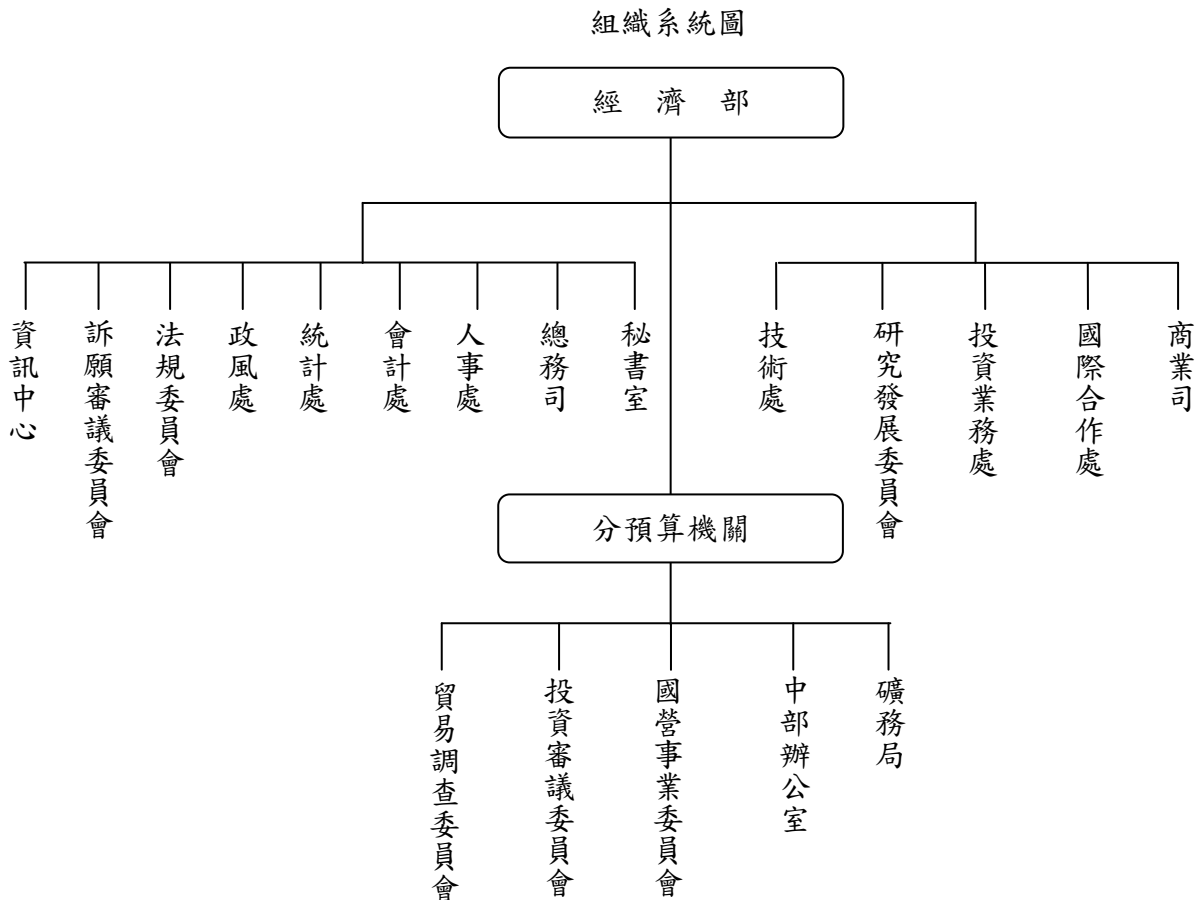 組織系統圖
經濟部
商業司
國際合作處
投資業務處
研究發展委員會
技術處
秘書室
總務司
人事處
會計處
統計處
政風處
法規委員會
訴願審議委員會
資訊中心
分預算機關
礦務局
中部辦公室
國營事業委員會
投資審議委員會
貿易調查委員會